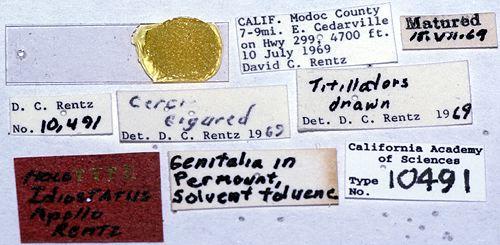 CALIF. Modoc County
7-9mi. E. Cedarville
on Hwy 299, 4700 ft.
10 July 1969
David C. Rentz
Matured
15.VII.69
D. C. Rentz
No. 10,491
Cerci
figured
Det. D. C. Rentz 1969
Titillators
drawn
Det. D. C. Rentz 1969
HOLOTYPE
Idiostatus
Apollo
RENTZ
Genitalia in
Permount,
Solvent toluene
California Academy
of Sciences
Type
No. 10491